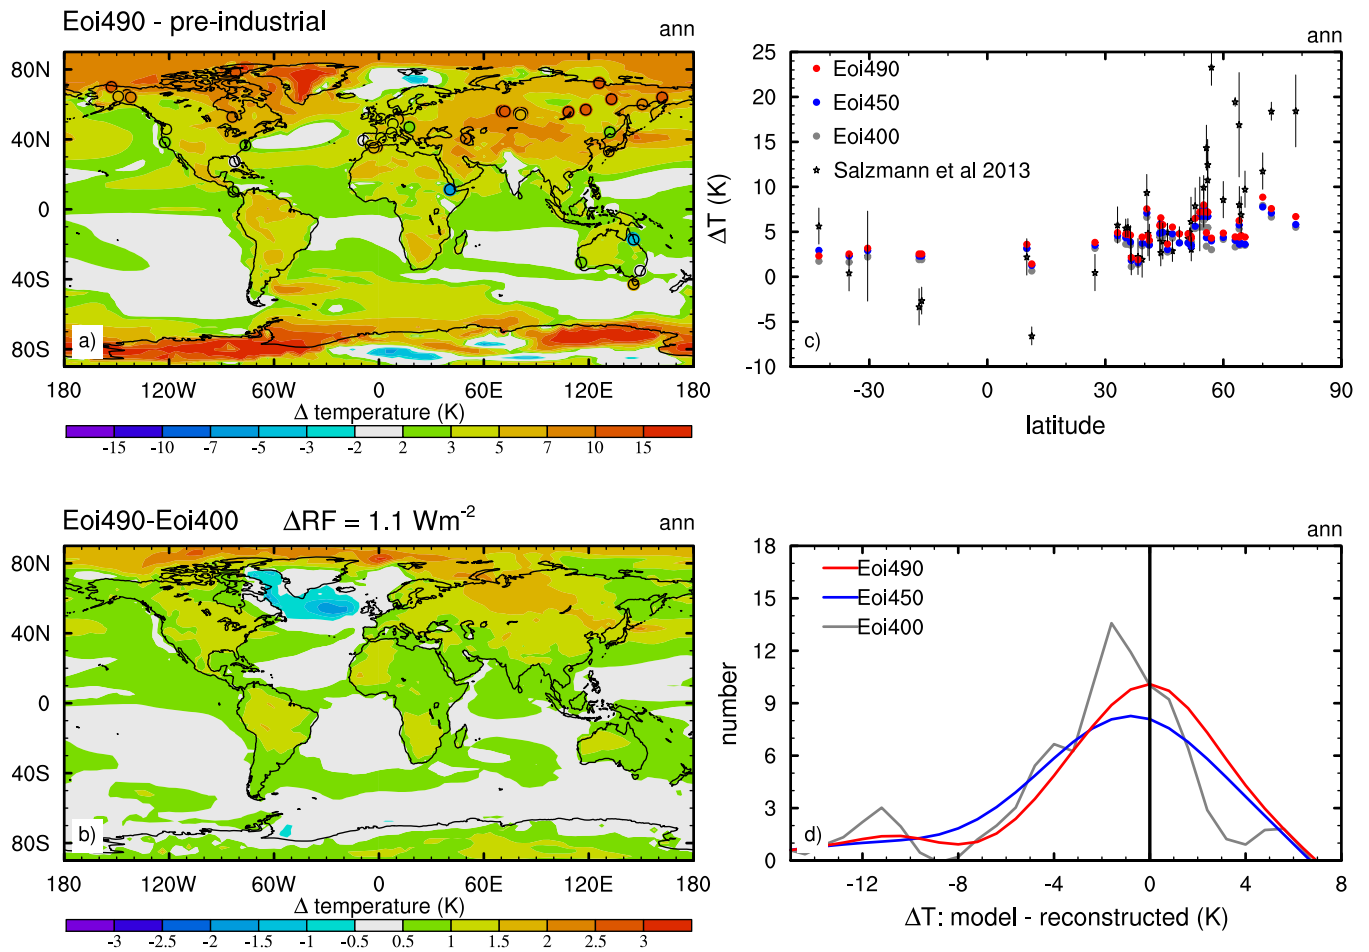 Eoi490 - pre-industrial
ann
80N
40N
0
40S
80S
a)
180 120W 60W 0 60E 120E 180
Δ temperature (K)
-15 -10 -7 -5 -3 -2 2 3 5 7 10 15
ann
25
20
15
10
5
0
-5
-10
ΔT (K)
Eoi490
Eoi450
Eoi400
Salzmann et al 2013
c)
-30 0 30 60 90
latitude
Eoi490-Eoi400 ΔRF = 1.1 Wm-2
ann
80N
40N
0
40S
80S
b)
180 120W 60W 0 60E 120E 180
Δ temperature (K)
-3 -2.5 -2 -1.5 -1 -0.5 0.5 1 1.5 2 2.5 3
ann
18
15
12
9
6
3
0
number
Eoi490
Eoi450
Eoi400
d)
-12 -8 -4 0 4 8
ΔT: model - reconstructed (K)